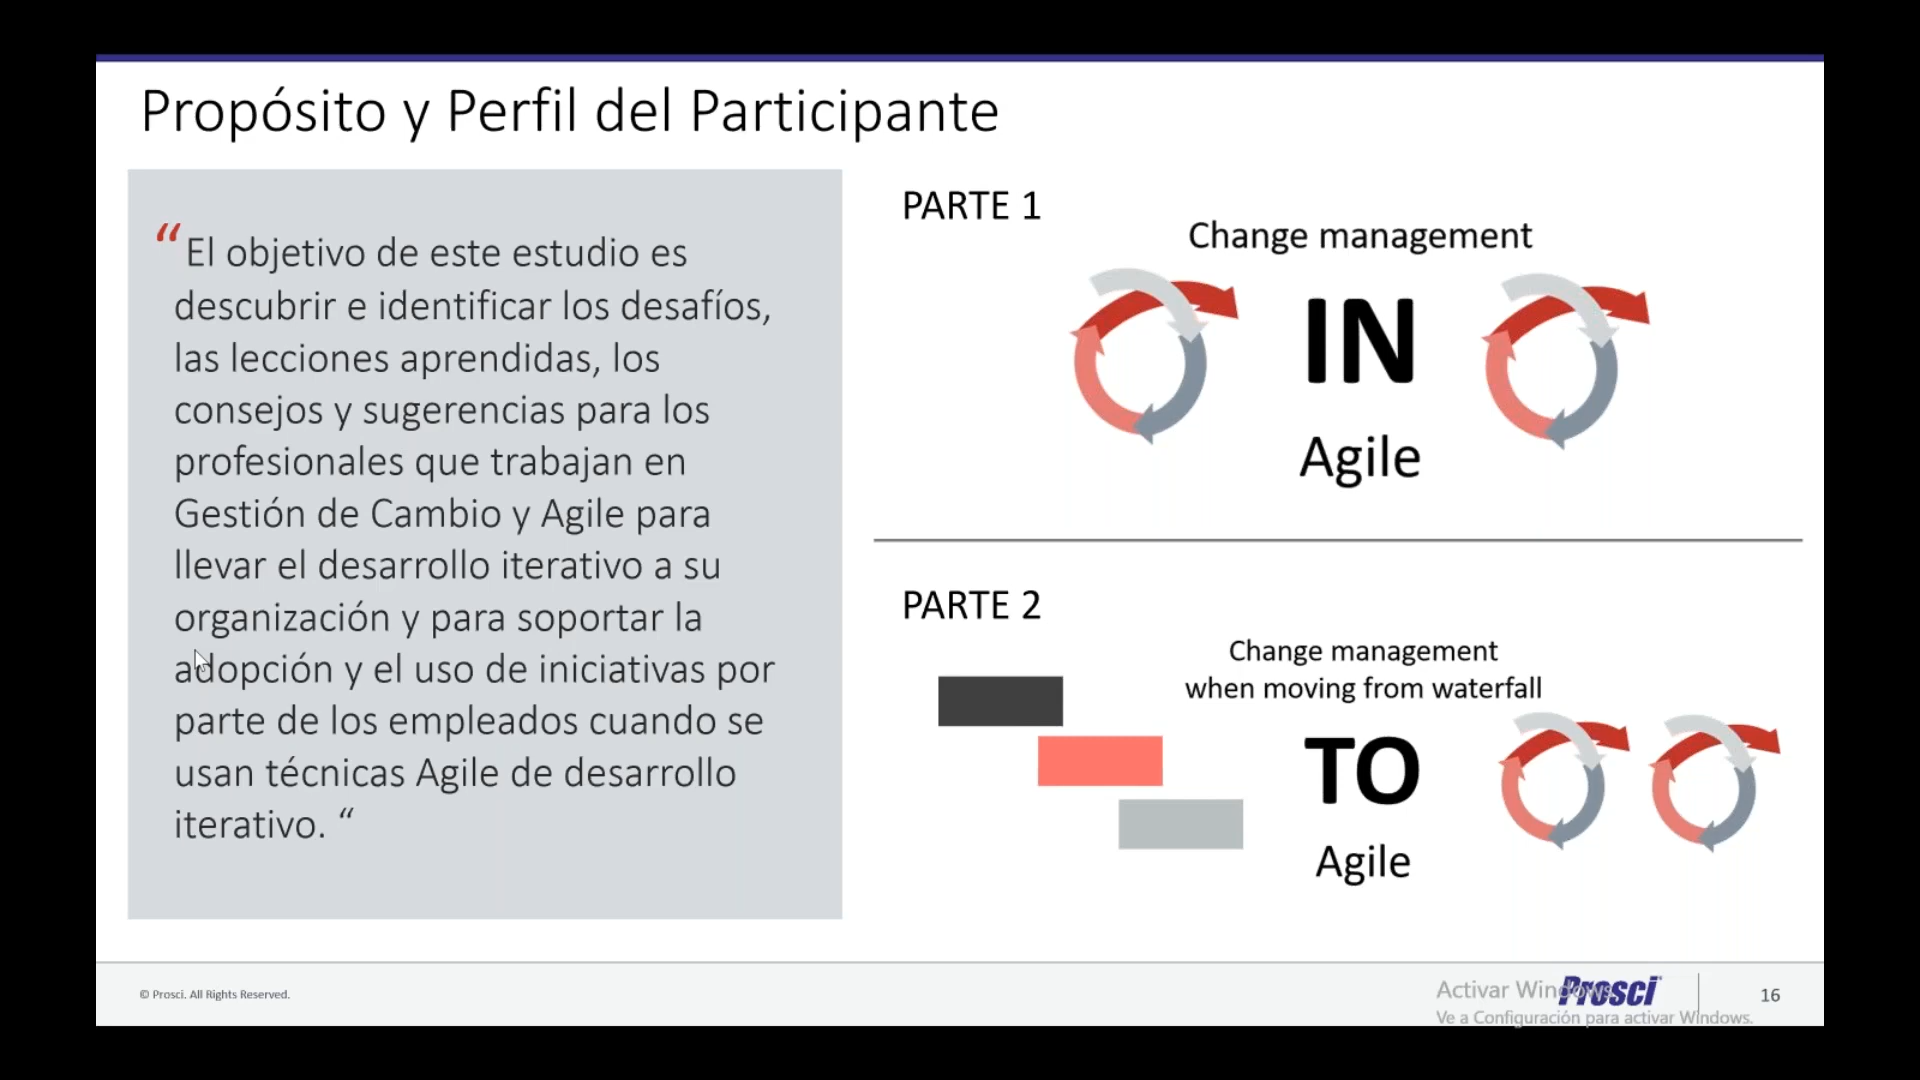 Propósito y Perfil del Participante
“ El objetivo de este estudio es
descubrir e identificar los desafíos,
las lecciones aprendidas, los
consejos y sugerencias para los
profesionales que trabajan en
Gestión de Cambio y Agile para
llevar el desarrollo iterativo a su
organización y para soportar la
adopción y el uso de iniciativas por
parte de los empleados cuando se
usan técnicas Agile de desarrollo
iterativo. “
PARTE 1
Change management
IN
Agile
PARTE 2
Change management
when moving from waterfall
TO
Agile
© Prosci. All Rights Reserved.
Activar Windows
Ve a Configuración para activar Windows.
Prosci
16